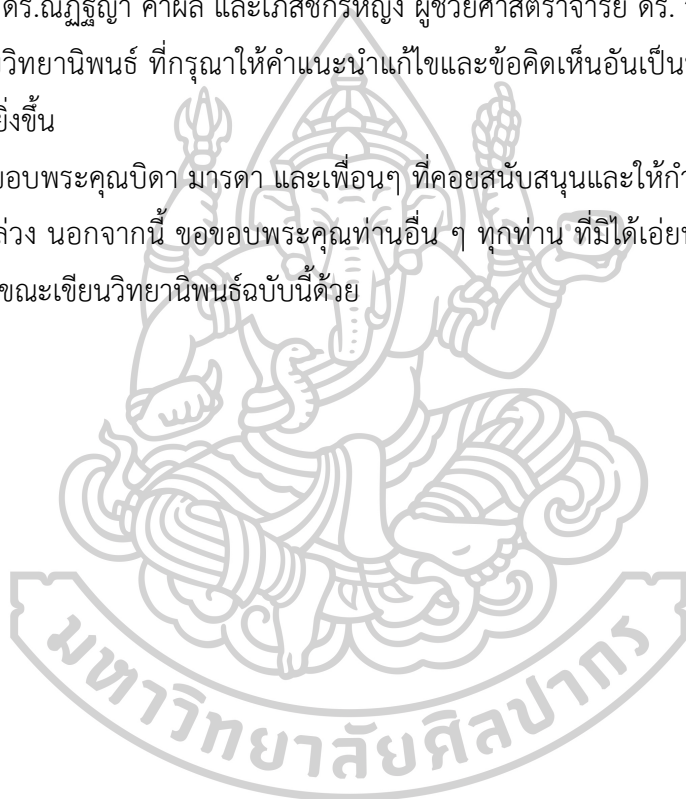 ดร.ณัฏฐญา ค้าผล และเภสัชกรหญิง ผู้ช่วยศาสตราจารย์ ดร.
วิทยานิพนธ์ ที่กรุณาให้คำแนะนำแก้ไขและข้อคิดเห็นอันเป็น
ยิ่งขึ้น
ขอบพระคุณบิดา มารดา และเพื่อนๆ ที่คอยสนับสนุนและให้กำ
ล่วง นอกจากนี้ ขอขอบพระคุณท่านอื่น ๆ ทุกท่าน ที่มิได้เอ่ย
ขณะเขียนวิทยานิพนธ์ฉบับนี้ด้วย
มหาวิทยาลัยศิลปากร